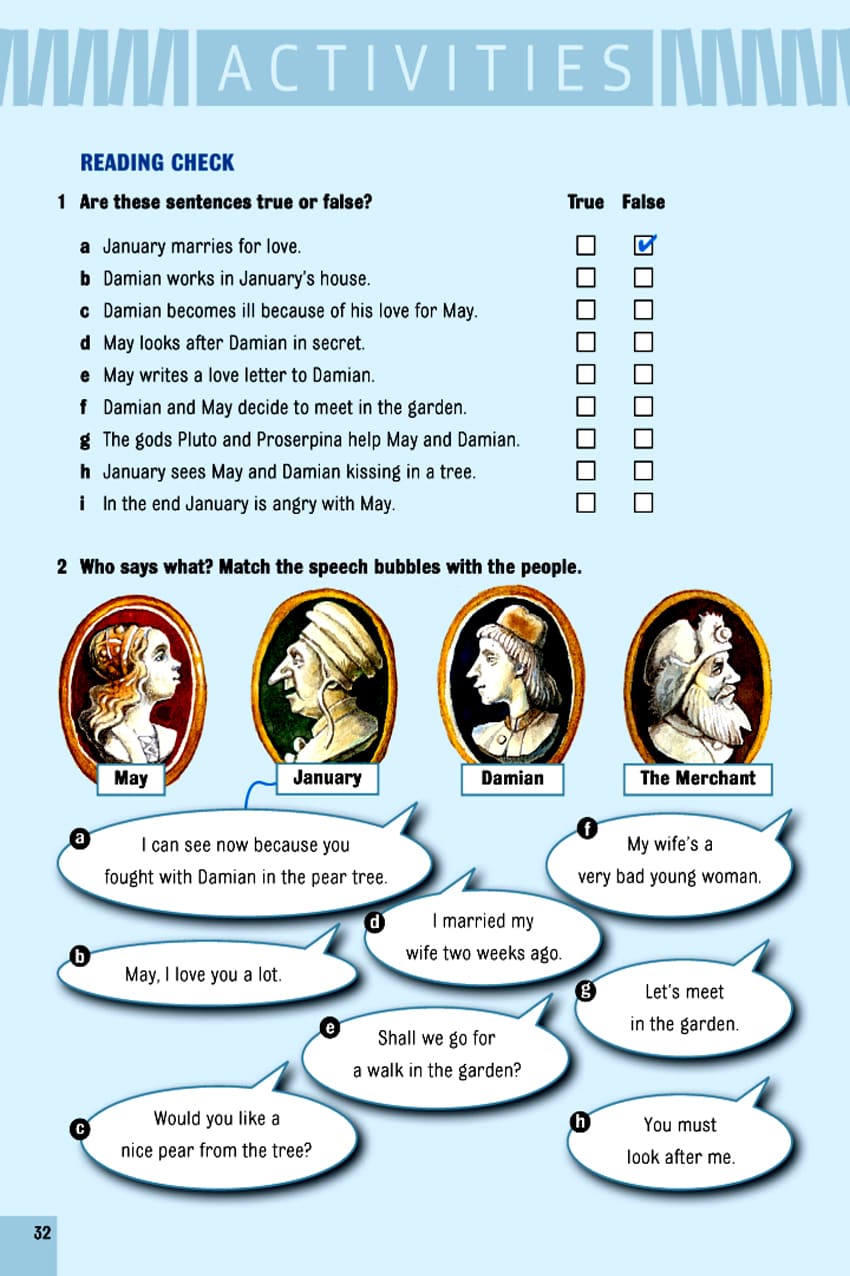 ACTIVITIES
READING CHECK
1 Are these sentences true or false? True False
a January marries for love.
b Damian works in January's house.
c Damian becomes ill because of his love for May.
d May looks after Damian in secret.
e May writes a love letter to Damian.
f Damian and May decide to meet in the garden.
g The gods Pluto and Proserpina help May and Damian.
h January sees May and Damian kissing in a tree.
i In the end January is angry with May.
2 Who says what? Match the speech bubbles with the people.
May
January
Damian
The Merchant
a I can see now because you
fought with Damian in the pear tree.
f My wife's a
very bad young woman.
d I married my
wife two weeks ago.
b May, I love you a lot.
g Let's meet
in the garden.
e Shall we go for
a walk in the garden?
c Would you like a
nice pear from the tree?
h You must
look after me.
32